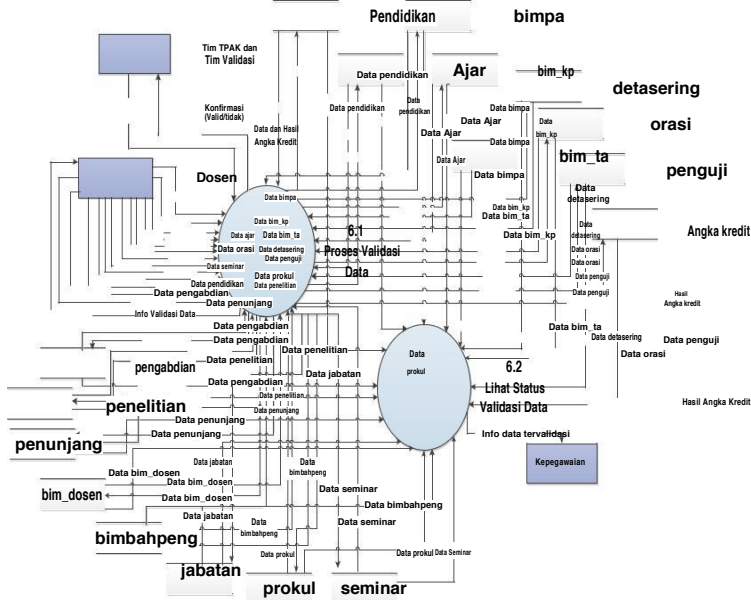 Pendidikan
bimpa
Tim TPAK dan
Tim Validasi
Data pendidikan
Ajar
bim_kp
detasering
Konfirmasi
(Valid/tidak)
Data pendidikan
Data
pendidikan
Data bimpa
Data Ajar
Data
bim_kp
orasi
Data dan Hasil
Angka Kredit
Data Ajar
Data bimpa
bim_ta
Data Ajar
penguji
Dosen
Data bimpa
Data
detasering
Data bimpa
Data bim_kp
Data bim_ta
Data bim_kp
Data
detasering
Angka kredit
Data bim_kp
Data ajar
Data bim_ta
6.1
Proses Validasi
Data
Data orasi
Data detasering
Data penguji
Data orasi
Data orasi
Data seminar
Data prokul
Data penelitian
Data penguji
Data penguji
Data pendidikan
Data pengabdian
Data penunjang
Hasil
Angka kredit
Info Validasi Data
Data pengabdian
Data bim_ta
Data detasering
Data penguji
Data orasi
Data pengabdian
Data penelitian
Data
prokul
pengabdian
Data penelitian
Data jabatan
6.2
Lihat Status
Validasi Data
Data pengabdian
Data penelitian
Data penunjang
Hasil Angka Kredit
penelitian
Data penunjang
Data penunjang
Info data tervalidasi
penunjang
Data jabatan
Data
bimbahpeng
Kepegawaian
Data bim_dosen
Data bim_dosen
Data bim_dosen
bim_dosen
Data seminar
Data bimbahpeng
Data jabatan
Data
bimbahpeng
Data seminar
bimbahpeng
Data prokul
Data prokul
Data Seminar
jabatan
prokul
seminar